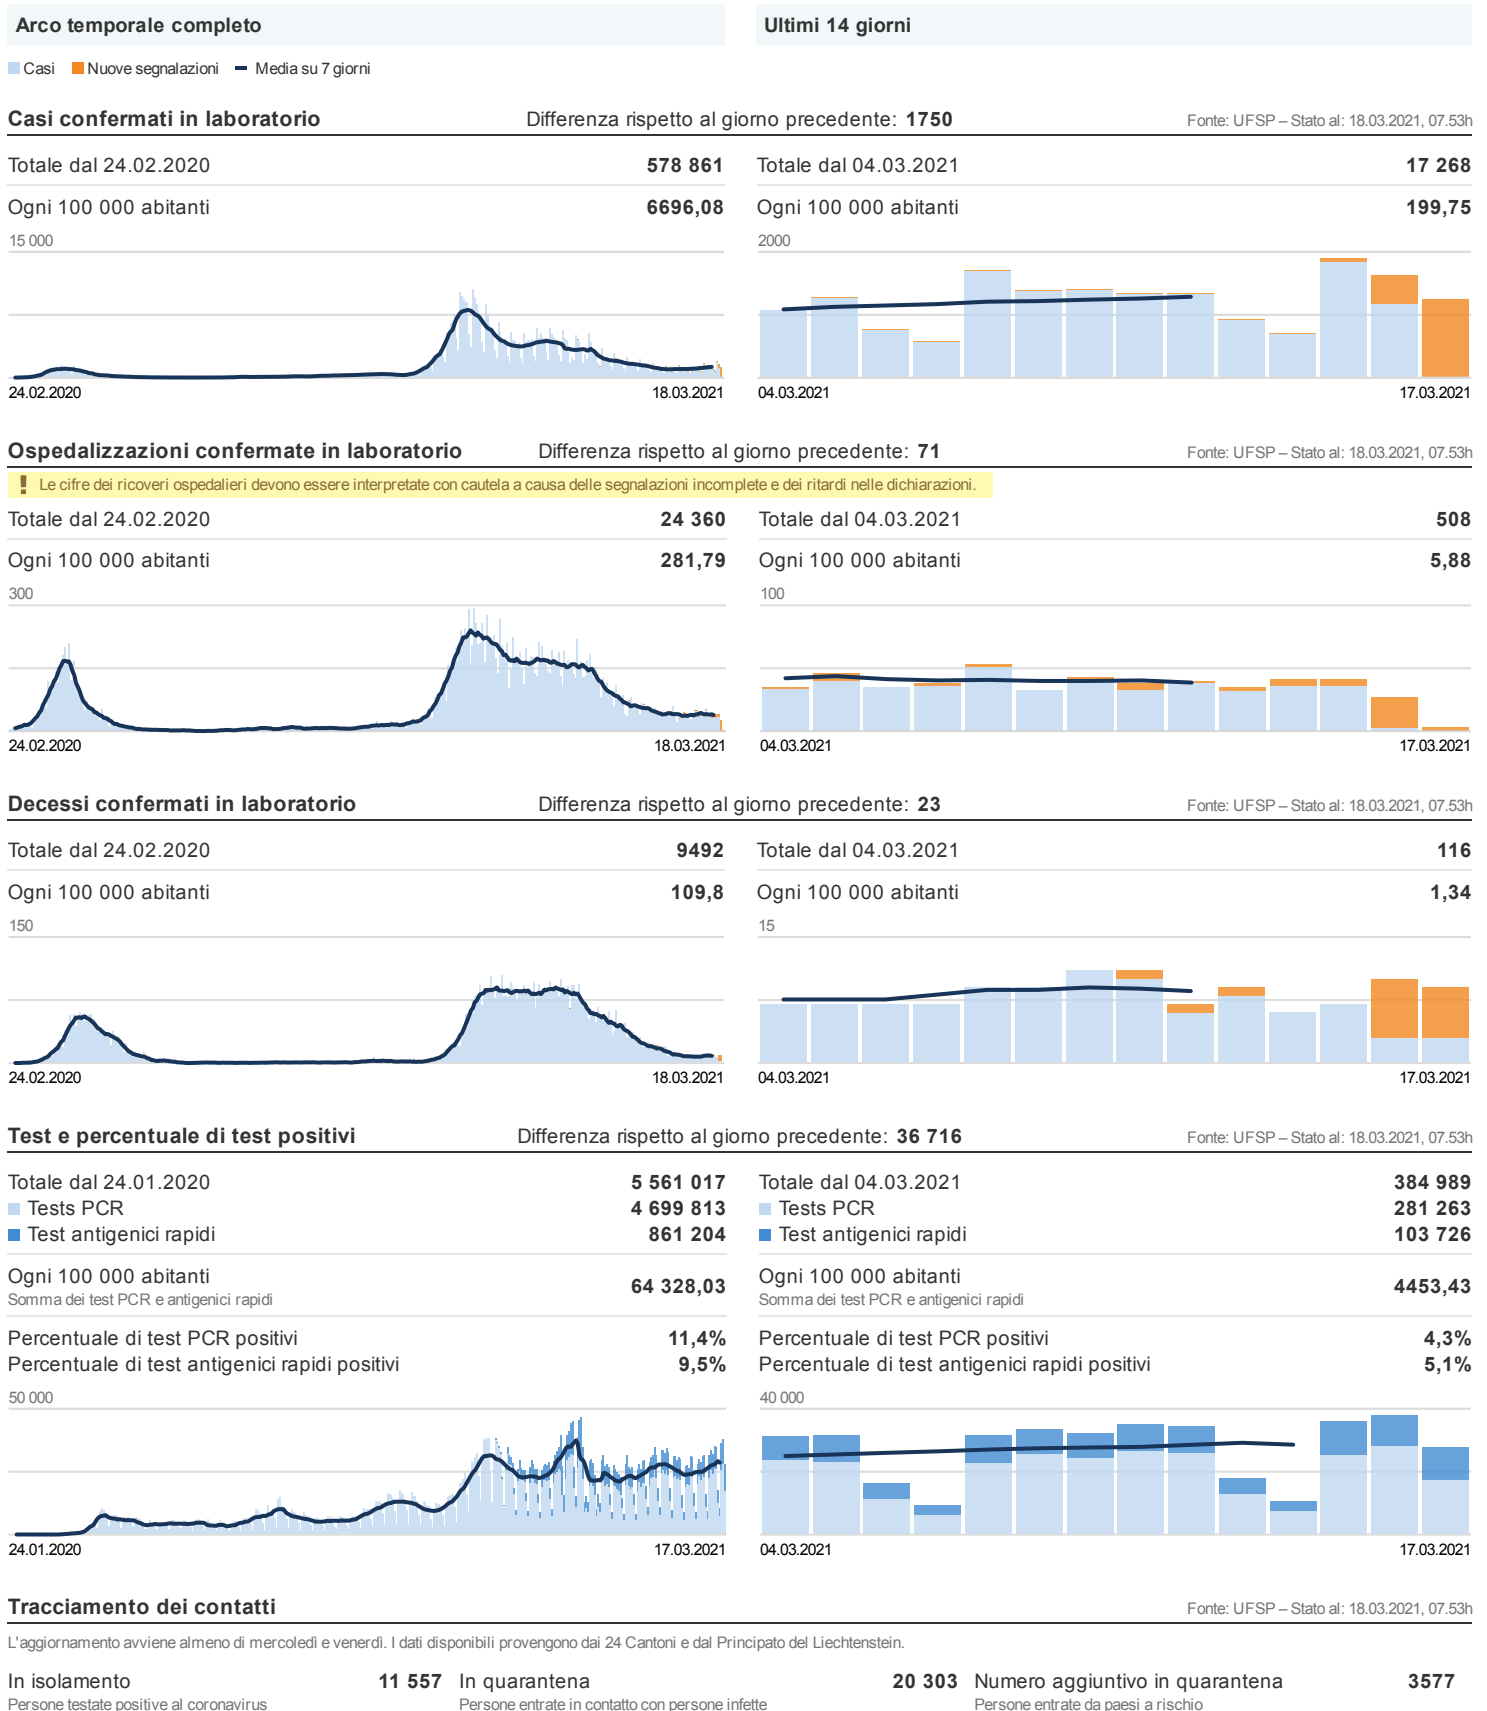 Arco temporale completo
Ultimi 14 giorni
Casi Nuove segnalazioni Media su 7 giorni
Casi confermati in laboratorio Differenza rispetto al giorno precedente: 1750 Fonte: UFSP – Stato al: 18.03.2021, 07.53h
Totale dal 24.02.2020 578 861
Ogni 100 000 abitanti 6696,08
15 000
24.02.2020 18.03.2021
Totale dal 04.03.2021 17 268
Ogni 100 000 abitanti 199,75
2000
04.03.2021 17.03.2021
Ospedalizzazioni confermate in laboratorio Differenza rispetto al giorno precedente: 71 Fonte: UFSP – Stato al: 18.03.2021, 07.53h
! Le cifre dei ricoveri ospedalieri devono essere interpretate con cautela a causa delle segnalazioni incomplete e dei ritardi nelle dichiarazioni.
Totale dal 24.02.2020 24 360
Ogni 100 000 abitanti 281,79
300
24.02.2020 18.03.2021
Totale dal 04.03.2021 508
Ogni 100 000 abitanti 5,88
100
04.03.2021 17.03.2021
Decessi confermati in laboratorio Differenza rispetto al giorno precedente: 23 Fonte: UFSP – Stato al: 18.03.2021, 07.53h
Totale dal 24.02.2020 9492
Ogni 100 000 abitanti 109,8
150
24.02.2020 18.03.2021
Totale dal 04.03.2021 116
Ogni 100 000 abitanti 1,34
15
04.03.2021 17.03.2021
Test e percentuale di test positivi Differenza rispetto al giorno precedente: 36 716 Fonte: UFSP – Stato al: 18.03.2021, 07.53h
Totale dal 24.01.2020 5 561 017
Tests PCR 4 699 813
Test antigenici rapidi 861 204
Ogni 100 000 abitanti 64 328,03
Somma dei test PCR e antigenici rapidi
Percentuale di test PCR positivi 11,4%
Percentuale di test antigenici rapidi positivi 9,5%
50 000
24.01.2020 17.03.2021
Totale dal 04.03.2021 384 989
Tests PCR 281 263
Test antigenici rapidi 103 726
Ogni 100 000 abitanti 4453,43
Somma dei test PCR e antigenici rapidi
Percentuale di test PCR positivi 4,3%
Percentuale di test antigenici rapidi positivi 5,1%
40 000
04.03.2021 17.03.2021
Tracciamento dei contatti Fonte: UFSP – Stato al: 18.03.2021, 07.53h
L'aggiornamento avviene almeno di mercoledì e venerdì. I dati disponibili provengono dai 24 Cantoni e dal Principato del Liechtenstein.
In isolamento 11 557
Persone testate positive al coronavirus
In quarantena 20 303
Persone entrate in contatto con persone infette
Numero aggiuntivo in quarantena 3577
Persone entrate da paesi a rischio